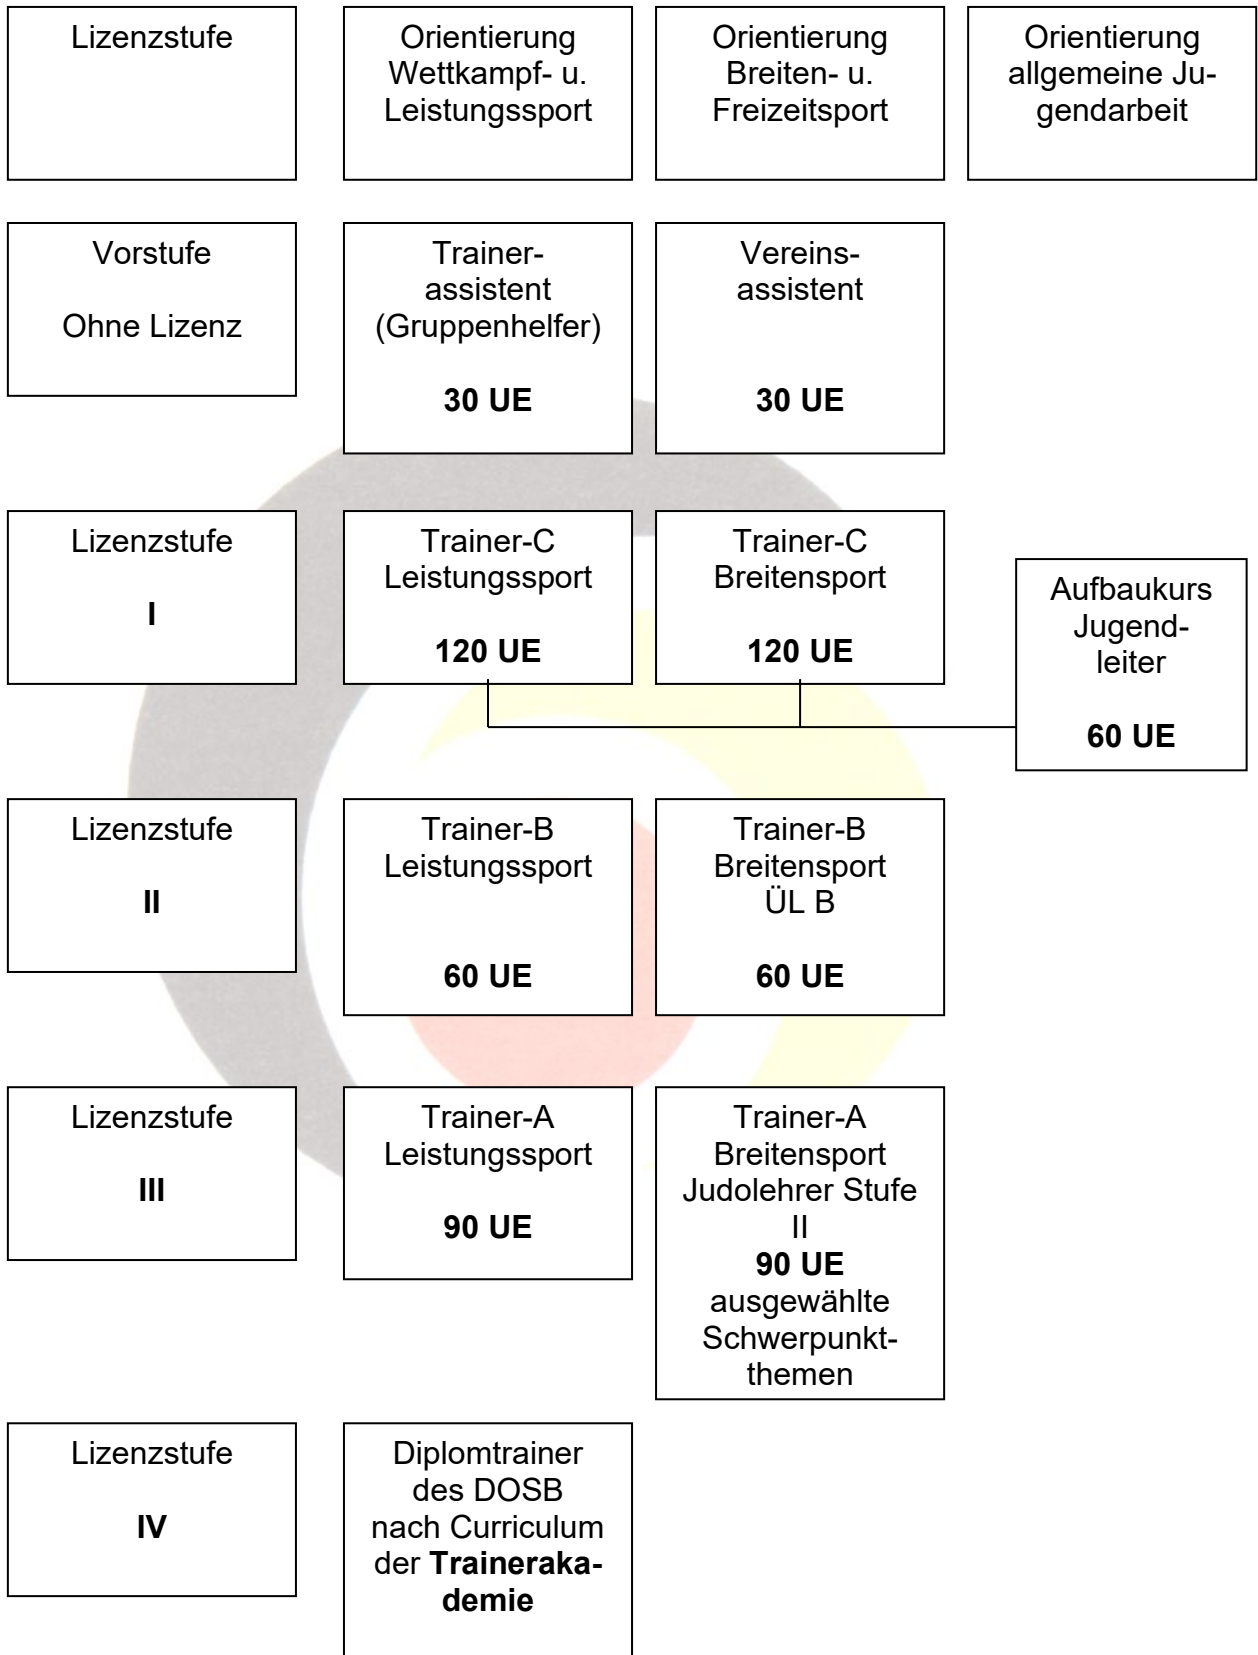 Lizenzstufe
Orientierung
Wettkampf- u.
Leistungssport
Orientierung
Breiten- u.
Freizeitsport
Orientierung
allgemeine Ju-
gendarbeit
Vorstufe
Ohne Lizenz
Trainer-
assistent
(Gruppenhelfer)
30 UE
Vereins-
assistent
30 UE
Lizenzstufe
I
Trainer-C
Leistungssport
120 UE
Trainer-C
Breitensport
120 UE
Aufbaukurs
Jugend-
leiter
60 UE
Lizenzstufe
II
Trainer-B
Leistungssport
60 UE
Trainer-B
Breitensport
ÜL B
60 UE
Lizenzstufe
III
Trainer-A
Leistungssport
90 UE
Trainer-A
Breitensport
Judolehrer Stufe
II
90 UE
ausgewählte
Schwerpunkt-
themen
Lizenzstufe
IV
Diplomtrainer
des DOSB
nach Curriculum
der Traineraka-
demie